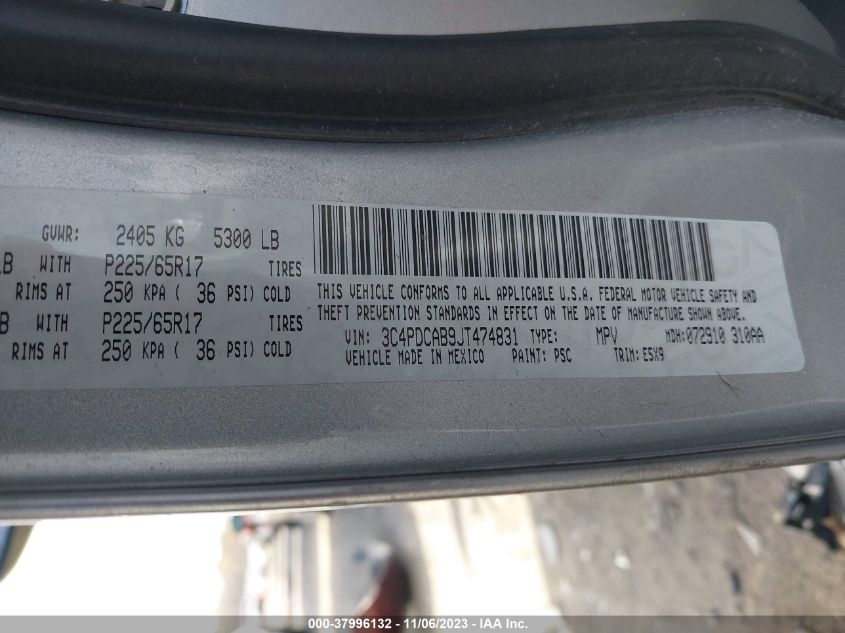 GVWR: 2405 KG 5300 LB
LB WITH P225/65R17 TIRES
RIMS AT 250 KPA ( 36 PSI) COLD
LB WITH P225/65R17 TIRES
RIMS AT 250 KPA ( 36 PSI) COLD
THIS VEHICLE CONFORMS TO ALL APPLICABLE U.S.A. FEDERAL MOTOR VEHICLE SAFETY AND
THEFT PREVENTION STANDARDS IN EFFECT ON THE DATE OF MANUFACTURE SHOWN ABOVE.
VIN: 3C4PDCAB9JT474831 TYPE: MPV MDH: 072910 310AA
VEHICLE MADE IN MEXICO PAINT: PSC TRIM: E5X9
000-37996132 - 11/06/2023 - IAA Inc.